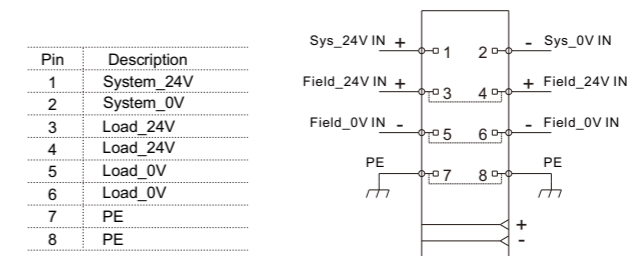 Pin Description
1 System_24V
2 System_0V
3 Load_24V
4 Load_24V
5 Load_0V
6 Load_0V
7 PE
8 PE
Sys_24V IN + 1 2 - Sys_0V IN
Field_24V IN + 3 4 + Field_24V IN
Field_0V IN - 5 6 - Field_0V IN
PE 7 8 PE
+
-